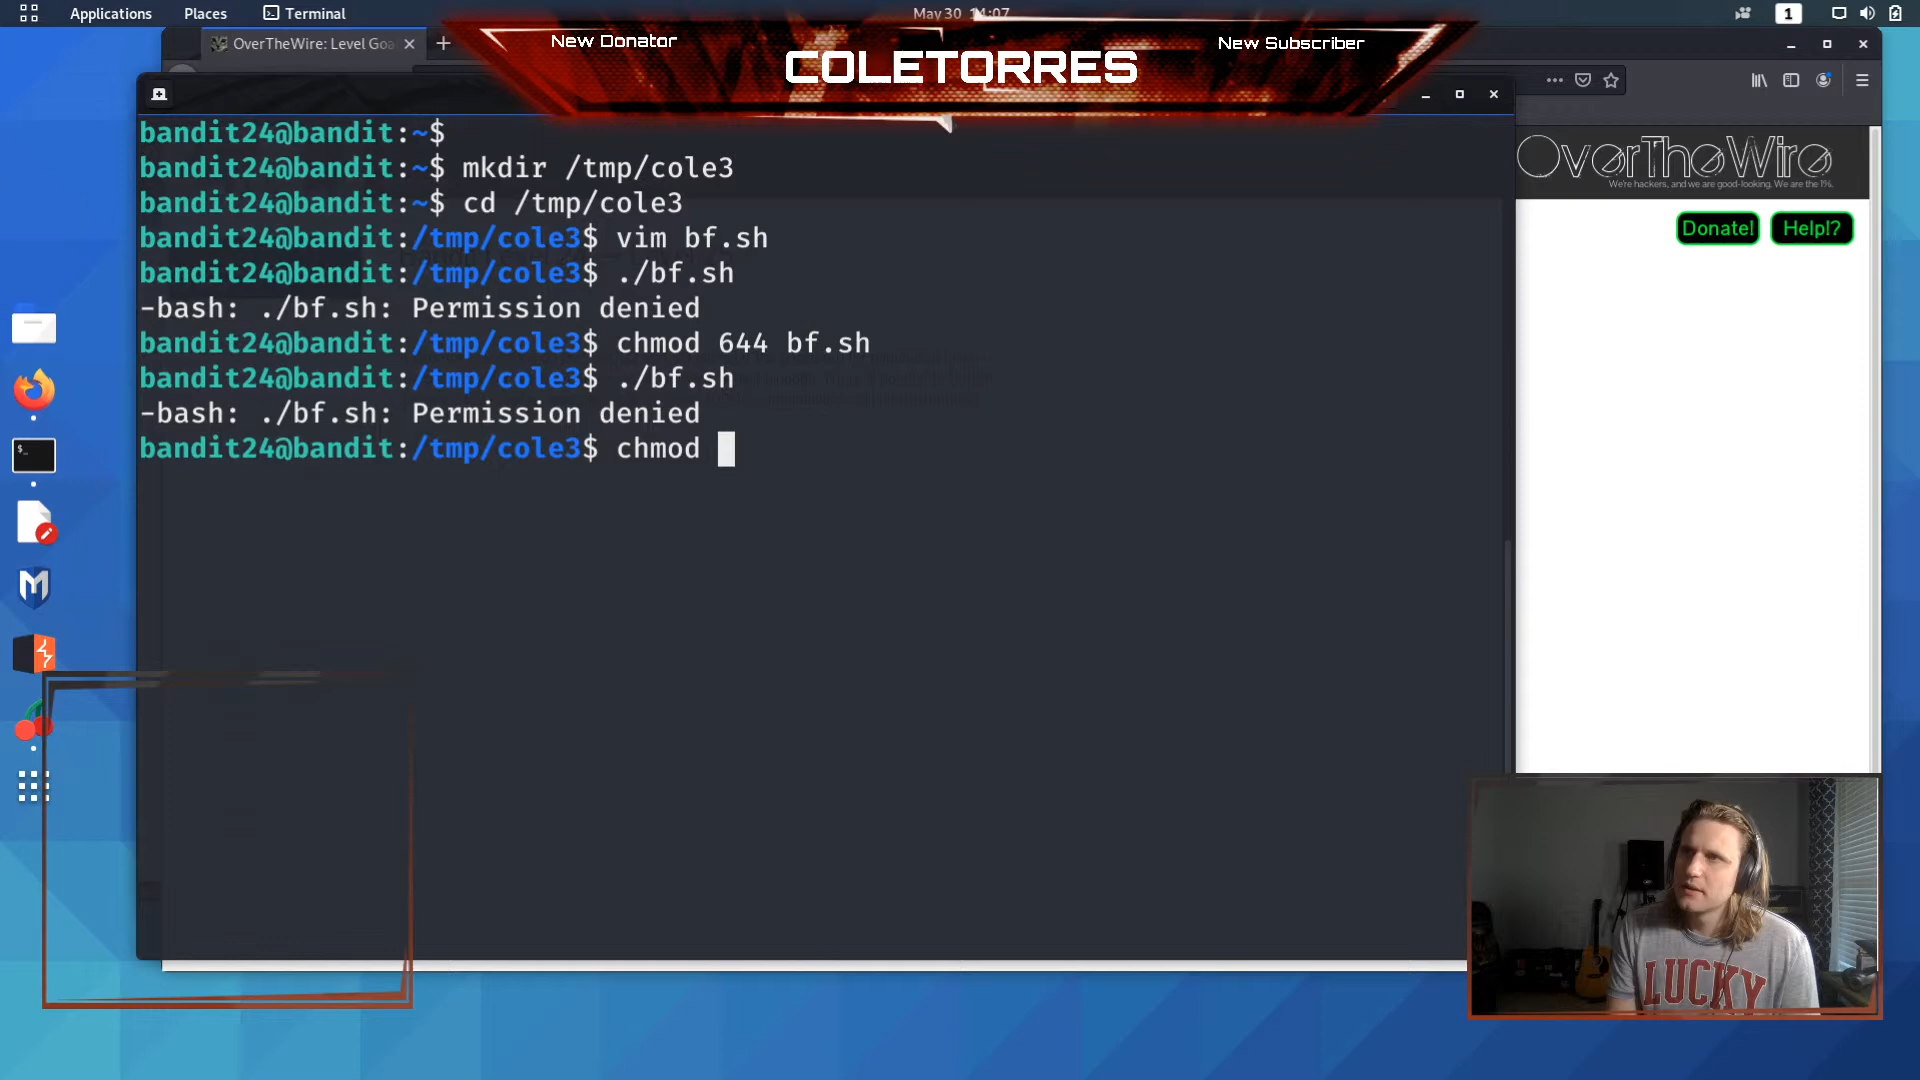 Applications Places Terminal May 30 14:07 1
OverTheWire: Level Goa
New Donator COLETORRES New Subscriber
bandit24@bandit:~$
bandit24@bandit:~$ mkdir /tmp/cole3
bandit24@bandit:~$ cd /tmp/cole3
bandit24@bandit:/tmp/cole3$ vim bf.sh
bandit24@bandit:/tmp/cole3$ ./bf.sh
-bash: ./bf.sh: Permission denied
bandit24@bandit:/tmp/cole3$ chmod 644 bf.sh
bandit24@bandit:/tmp/cole3$ ./bf.sh
-bash: ./bf.sh: Permission denied
bandit24@bandit:/tmp/cole3$ chmod
OverTheWire
We're hackers, and we are good-looking. We are the 1%.
Donate! Help!?
LUCKY